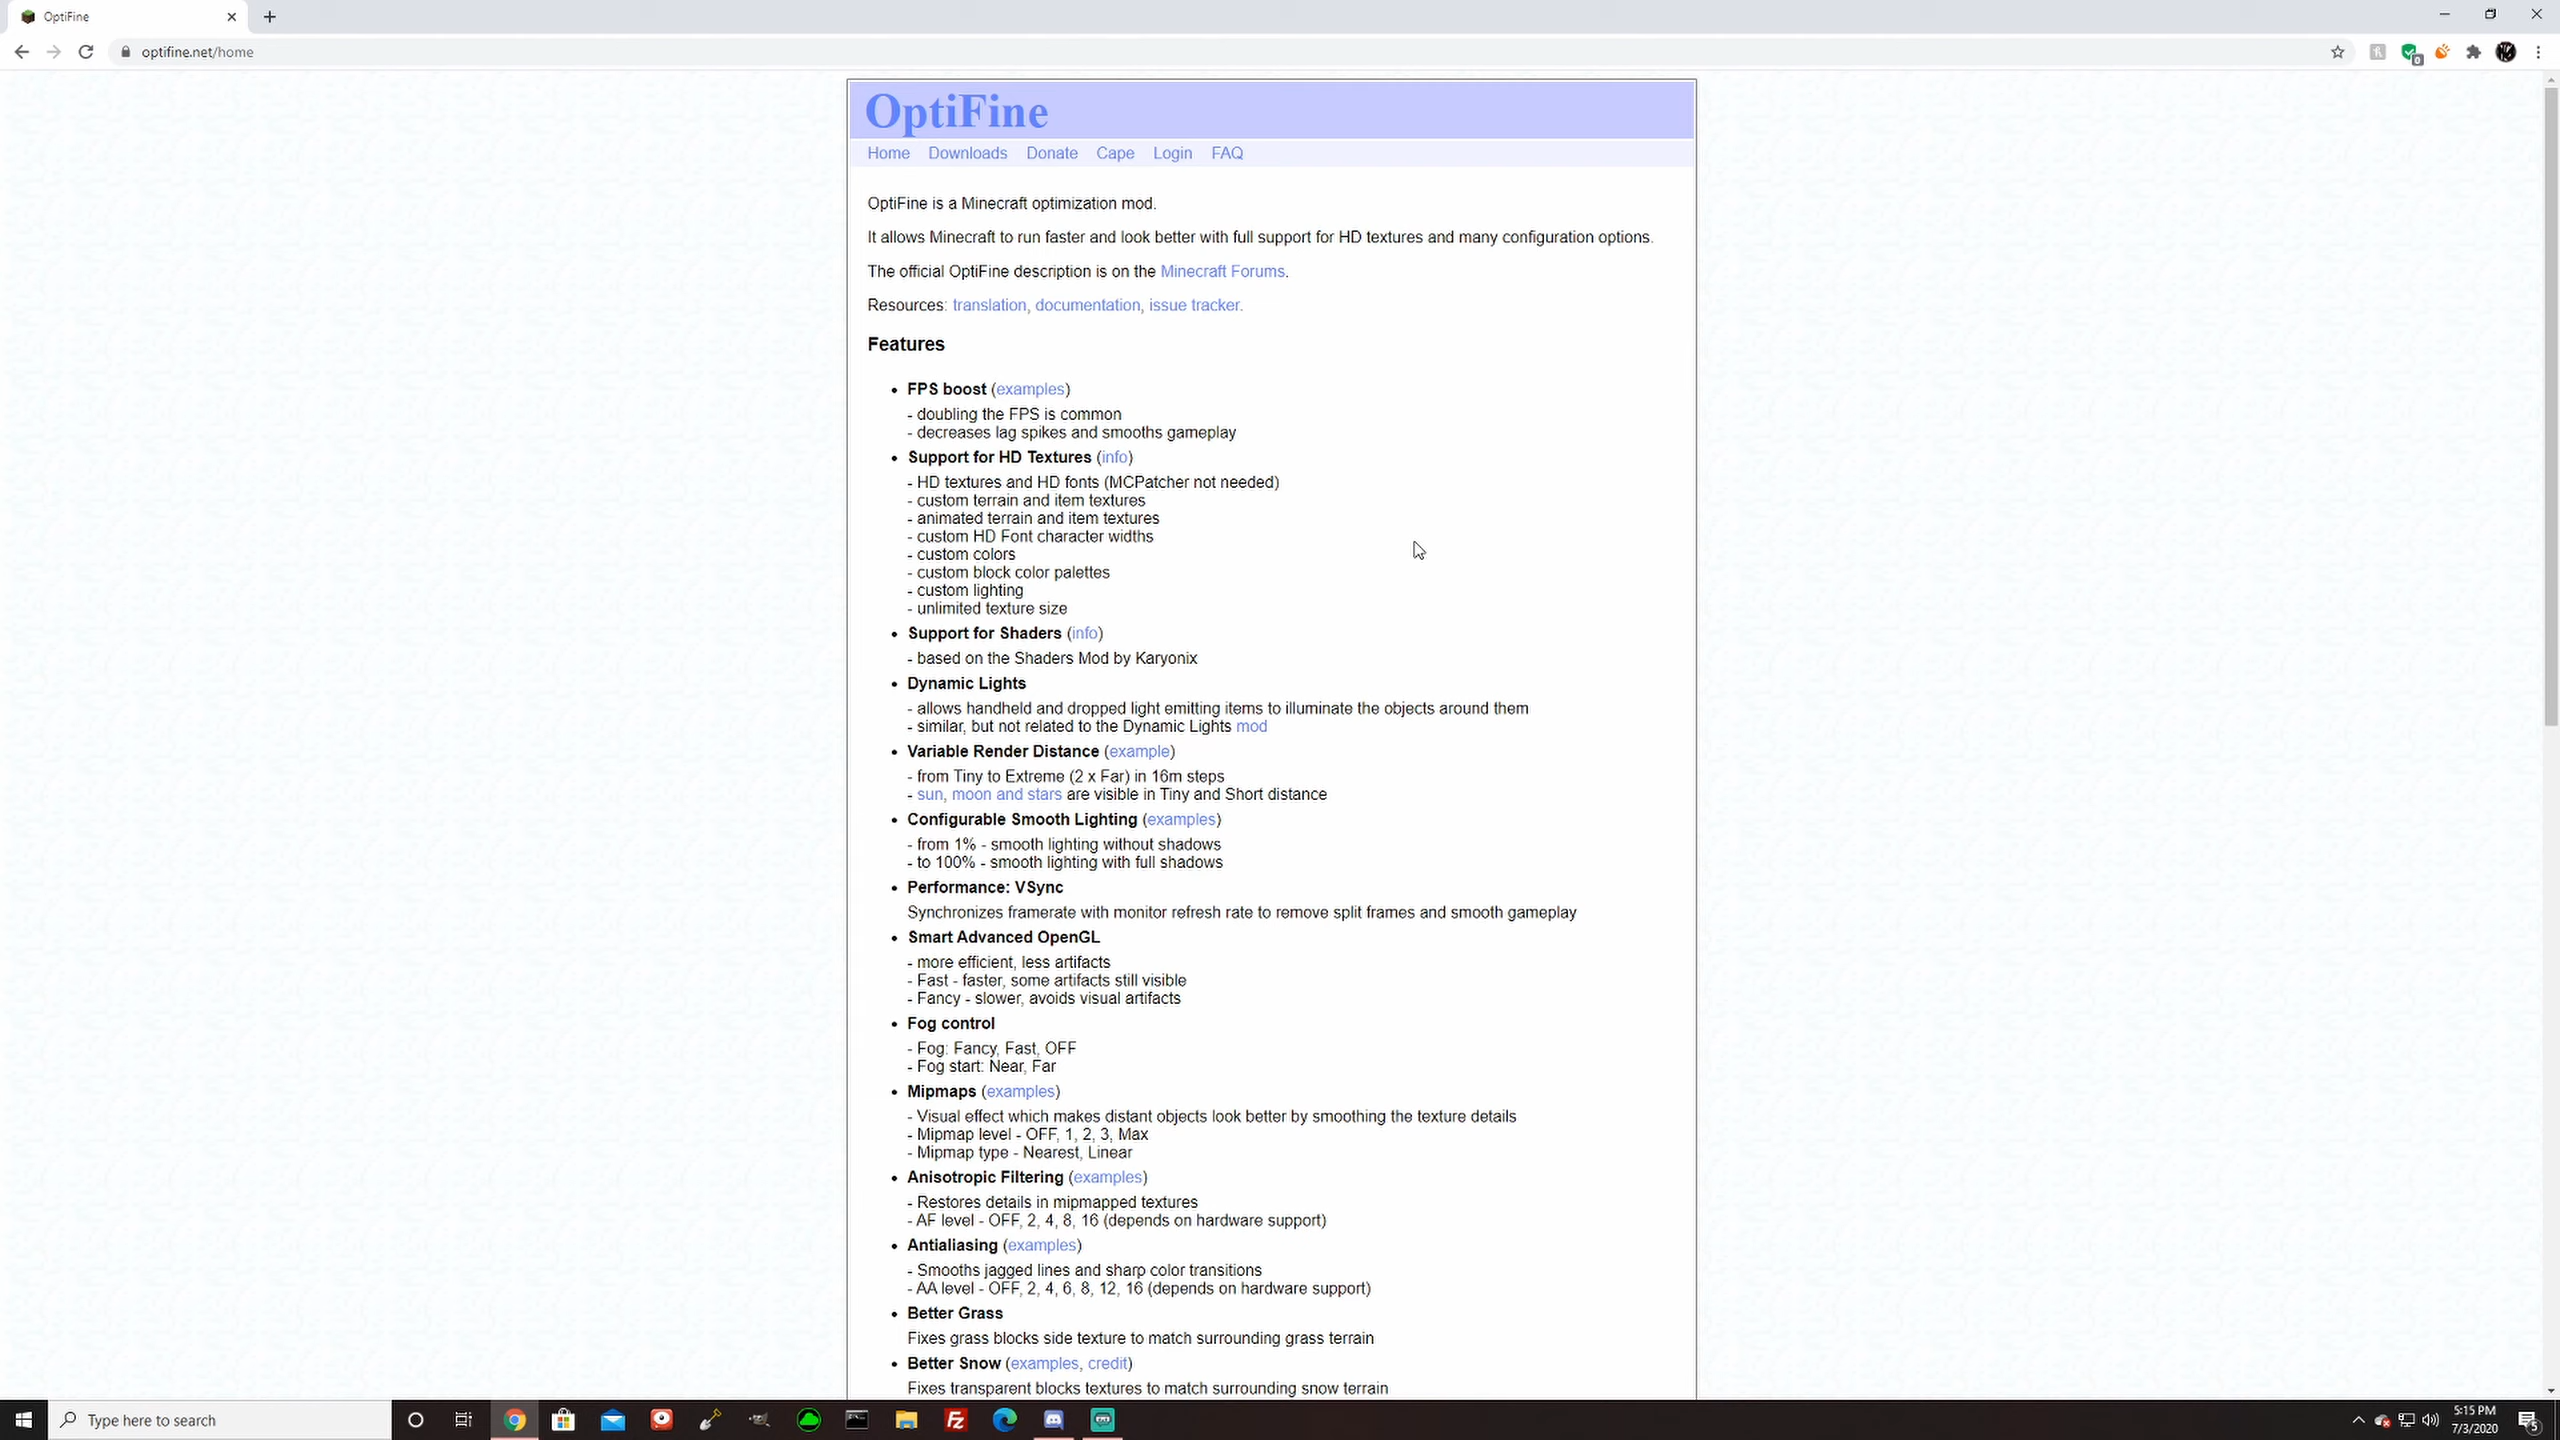 OptiFine
optifine.net/home
OptiFine
Home Downloads Donate Cape Login FAQ
OptiFine is a Minecraft optimization mod.
It allows Minecraft to run faster and look better with full support for HD textures and many configuration options.
The official OptiFine description is on the Minecraft Forums.
Resources: translation, documentation, issue tracker.
Features
• FPS boost (examples)
- doubling the FPS is common
- decreases lag spikes and smooths gameplay
• Support for HD Textures (info)
- HD textures and HD fonts (MCPatcher not needed)
- custom terrain and item textures
- animated terrain and item textures
- custom HD Font character widths
- custom colors
- custom block color palettes
- custom lighting
- unlimited texture size
• Support for Shaders (info)
- based on the Shaders Mod by Karyonix
• Dynamic Lights
- allows handheld and dropped light emitting items to illuminate the objects around them
- similar, but not related to the Dynamic Lights mod
• Variable Render Distance (example)
- from Tiny to Extreme (2 x Far) in 16m steps
- sun, moon and stars are visible in Tiny and Short distance
• Configurable Smooth Lighting (examples)
- from 1% - smooth lighting without shadows
- to 100% - smooth lighting with full shadows
• Performance: VSync
Synchronizes framerate with monitor refresh rate to remove split frames and smooth gameplay
• Smart Advanced OpenGL
- more efficient, less artifacts
- Fast - faster, some artifacts still visible
- Fancy - slower, avoids visual artifacts
• Fog control
- Fog: Fancy, Fast, OFF
- Fog start: Near, Far
• Mipmaps (examples)
- Visual effect which makes distant objects look better by smoothing the texture details
- Mipmap level - OFF, 1, 2, 3, Max
- Mipmap type - Nearest, Linear
• Anisotropic Filtering (examples)
- Restores details in mipmapped textures
- AF level - OFF, 2, 4, 8, 16 (depends on hardware support)
• Antialiasing (examples)
- Smooths jagged lines and sharp color transitions
- AA level - OFF, 2, 4, 6, 8, 12, 16 (depends on hardware support)
• Better Grass
Fixes grass blocks side texture to match surrounding grass terrain
• Better Snow (examples, credit)
Fixes transparent blocks textures to match surrounding snow terrain
Type here to search
Fz
5:15 PM
7/3/2020
5